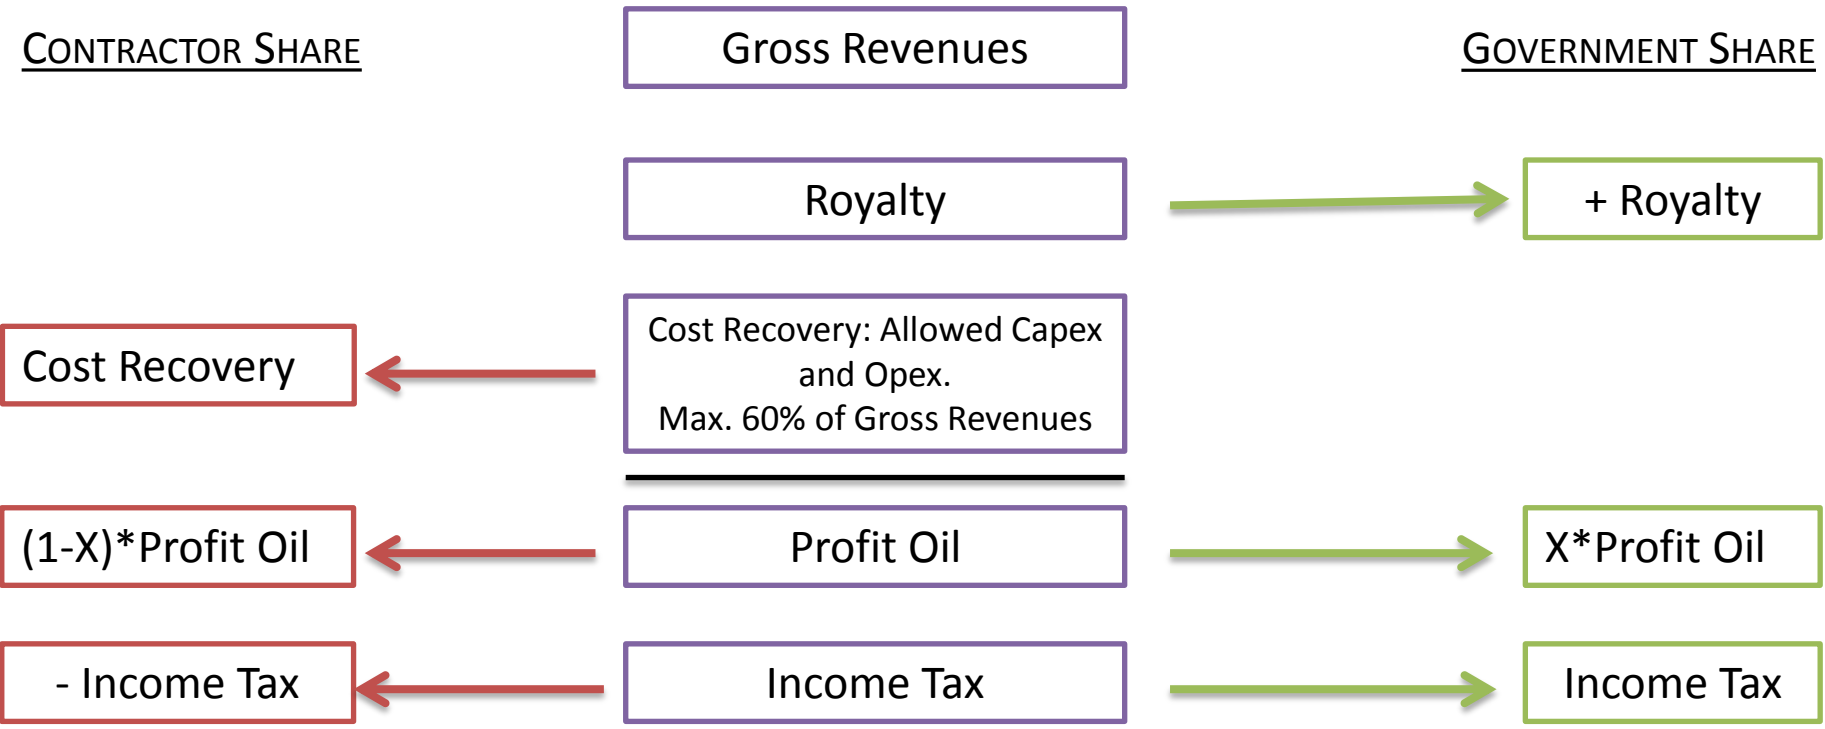 CONTRACTOR SHARE
Gross Revenues
GOVERNMENT SHARE
Royalty
+ Royalty
Cost Recovery
Cost Recovery: Allowed Capex
and Opex.
Max. 60% of Gross Revenues
(1-X)*Profit Oil
Profit Oil
X*Profit Oil
- Income Tax
Income Tax
Income Tax